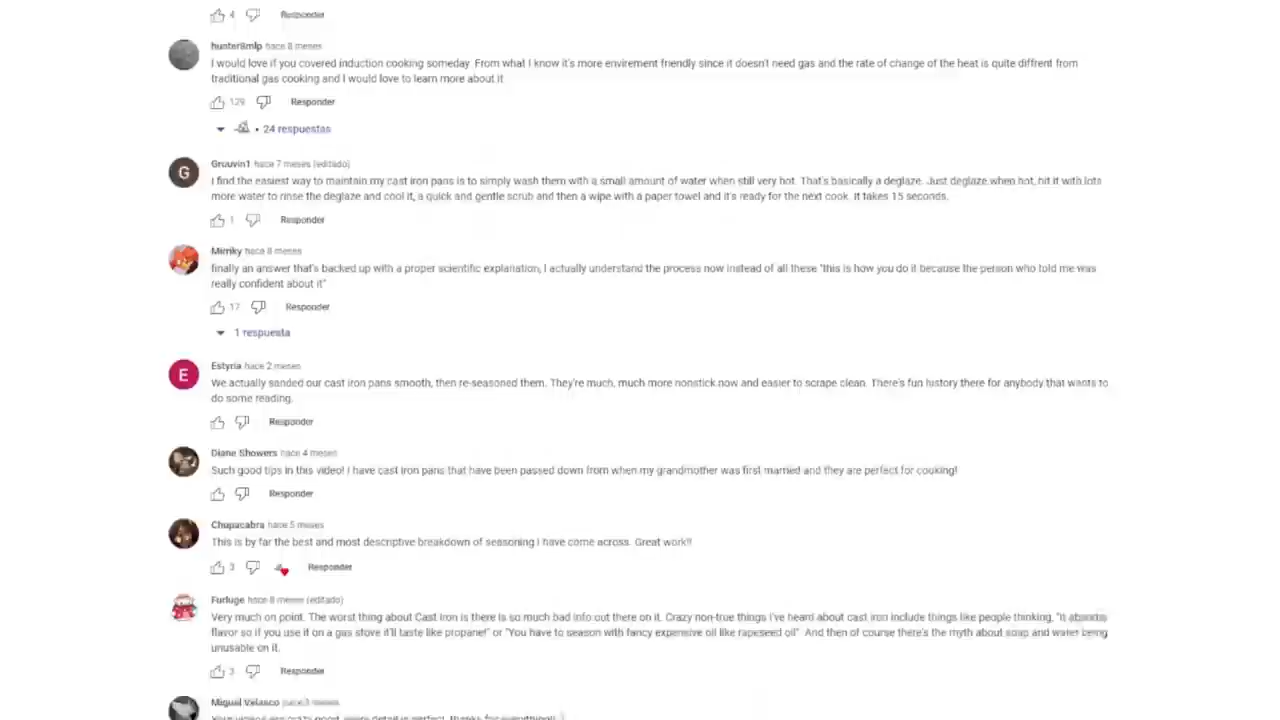 4 Responder
hunter8mlp hace 8 meses
I would love if you covered induction cooking someday. From what I know it's more envirement friendly since it doesn't need gas and the rate of change of the heat is quite diffrent from
traditional gas cooking and I would love to learn more about it
129 Responder
• 24 respuestas
G
Gruuvin1 hace 7 meses (editado)
I find the easiest way to maintain my cast iron pans is to simply wash them with a small amount of water when still very hot. That's basically a deglaze. Just deglaze when hot, hit it with lots
more water to rinse the deglaze and cool it, a quick and gentle scrub and then a wipe with a paper towel and it's ready for the next cook. It takes 15 seconds.
1 Responder
Mirriky hace 8 meses
finally an answer that's backed up with a proper scientific explanation, I actually understand the process now instead of all these "this is how you do it because the person who told me was
really confident about it"
17 Responder
1 respuesta
E
Estyria hace 2 meses
We actually sanded our cast iron pans smooth, then re-seasoned them. They're much, much more nonstick now and easier to scrape clean. There's fun history there for anybody that wants to
do some reading.
Responder
Diane Showers hace 4 meses
Such good tips in this video! I have cast iron pans that have been passed down from when my grandmother was first married and they are perfect for cooking!
Responder
Chupacabra hace 5 meses
This is by far the best and most descriptive breakdown of seasoning I have come across. Great work!!
3 Responder
Furluge hace 8 meses (editado)
Very much on point. The worst thing about Cast Iron is there is so much bad info out there on it. Crazy non-true things I've heard about cast iron include things like people thinking, "It absorbs
flavor so if you use it on a gas stove it'll taste like propane!" or "You have to season with fancy expensive oil like rapeseed oil" And then of course there's the myth about soap and water being
unusable on it.
3 Responder
Miguel Velasco hace meses
Your videos are crazy good, every detail is perfect, thanks for everything!! :)